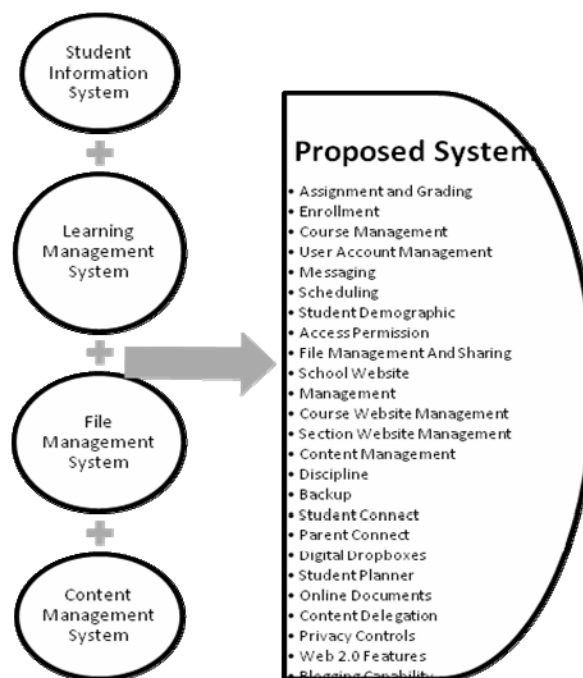 Student
Information
System
Learning
Management
System
File
Management
System
Content
Management
System
Proposed System
• Assignment and Grading
• Enrollment
• Course Management
• User Account Management
• Messaging
• Scheduling
• Student Demographic
• Access Permission
• File Management And Sharing
• School Website
• Management
• Course Website Management
• Section Website Management
• Content Management
• Discipline
• Backup
• Student Connect
• Parent Connect
• Digital Dropboxes
• Student Planner
• Online Documents
• Content Delegation
• Privacy Controls
• Web 2.0 Features
• Blogging Capability